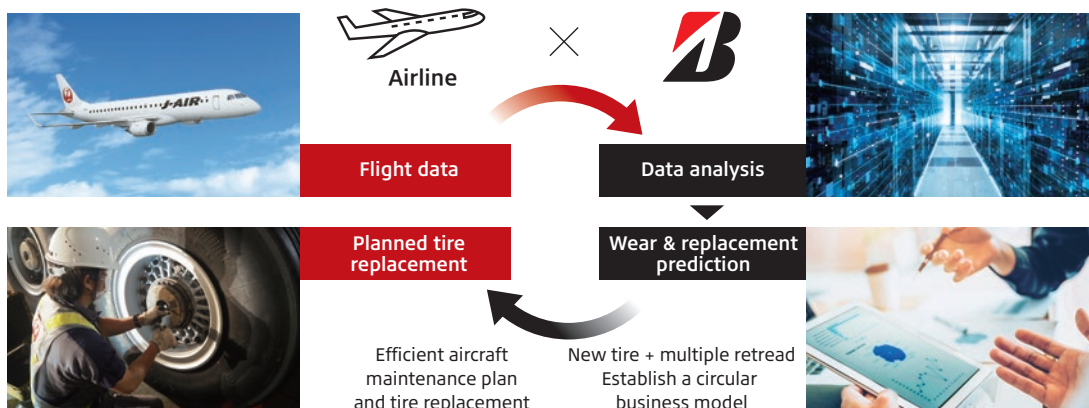 J-AIR
Airline
Flight data
Data analysis
Planned tire
replacement
Wear & replacement
prediction
Efficient aircraft
maintenance plan
and tire replacement
New tire + multiple retread
Establish a circular
business model